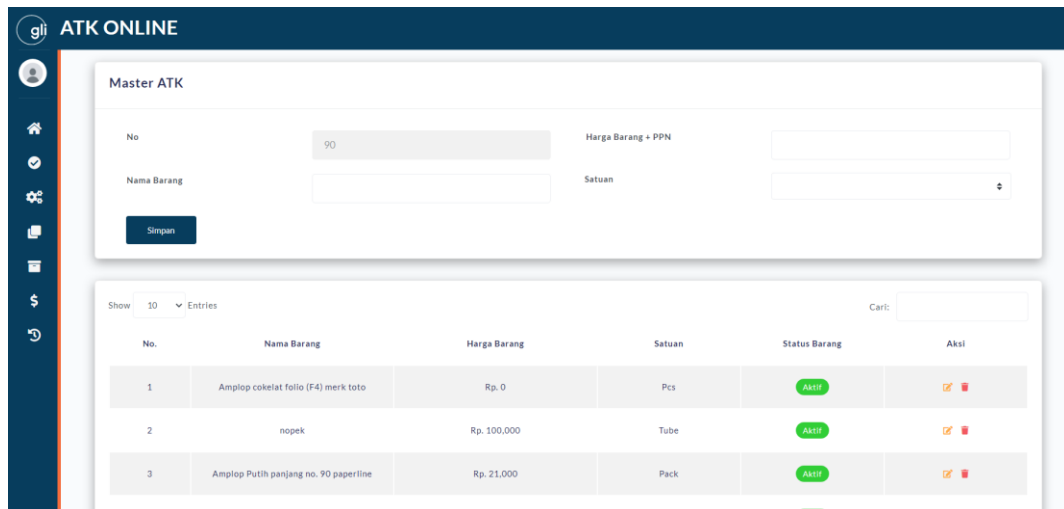 gli ATK ONLINE
Master ATK
No 90 Harga Barang + PPN
Nama Barang Satuan
Simpan
Show 10 Entries Cari:
No. Nama Barang Harga Barang Satuan Status Barang Aksi
1 Amplop cokelat folio (F4) merk toto Rp. 0 Pcs Aktif
2 nopek Rp. 100,000 Tube Aktif
3 Amplop Putih panjang no. 90 paperline Rp. 21,000 Pack Aktif